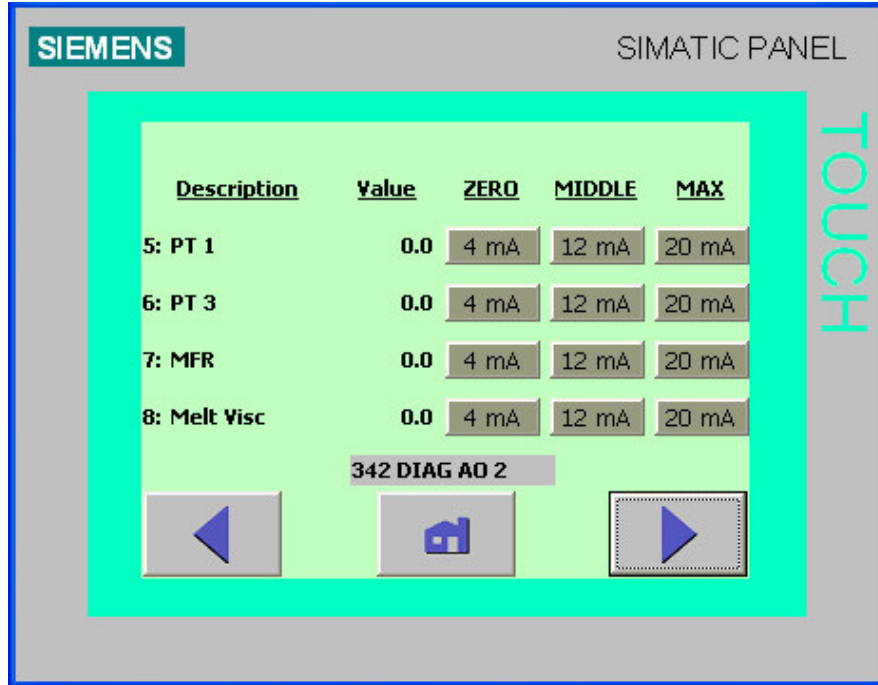 SIEMENS
SIMATIC PANEL
TOUCH
Description Value ZERO MIDDLE MAX
5: PT 1 0.0 4 mA 12 mA 20 mA
6: PT 3 0.0 4 mA 12 mA 20 mA
7: MFR 0.0 4 mA 12 mA 20 mA
8: Melt Visc 0.0 4 mA 12 mA 20 mA
342 DIAG AO 2